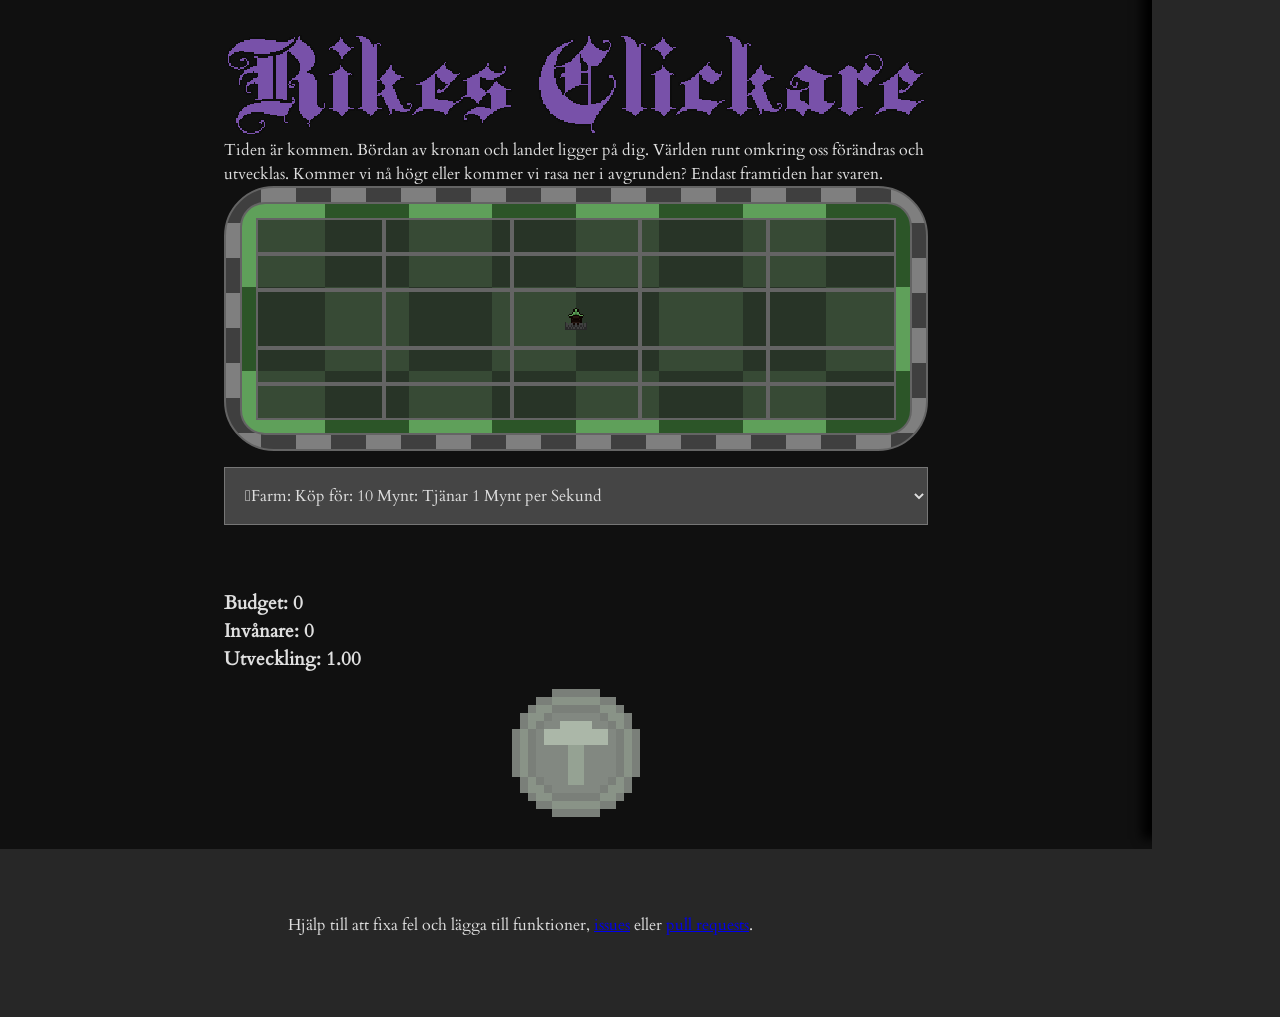 Rikes Clickare
Tiden är kommen. Bördan av kronan och landet ligger på dig. Världen runt omkring oss förändras och
utvecklas. Kommer vi nå högt eller kommer vi rasa ner i avgrunden? Endast framtiden har svaren.
Farm: Köp för: 10 Mynt: Tjänar 1 Mynt per Sekund
Budget: 0
Invånare: 0
Utveckling: 1.00
T
Hjälp till att fixa fel och lägga till funktioner, issues eller pull requests.